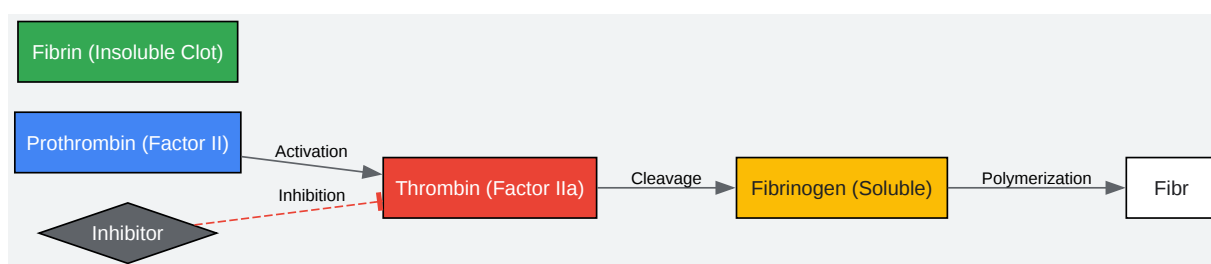 Fibrin (Insoluble Clot)
Prothrombin (Factor II)
Activation
Inhibition
Inhibitor
Thrombin (Factor IIa)
Cleavage
Fibrinogen (Soluble)
Polymerization
Fibr